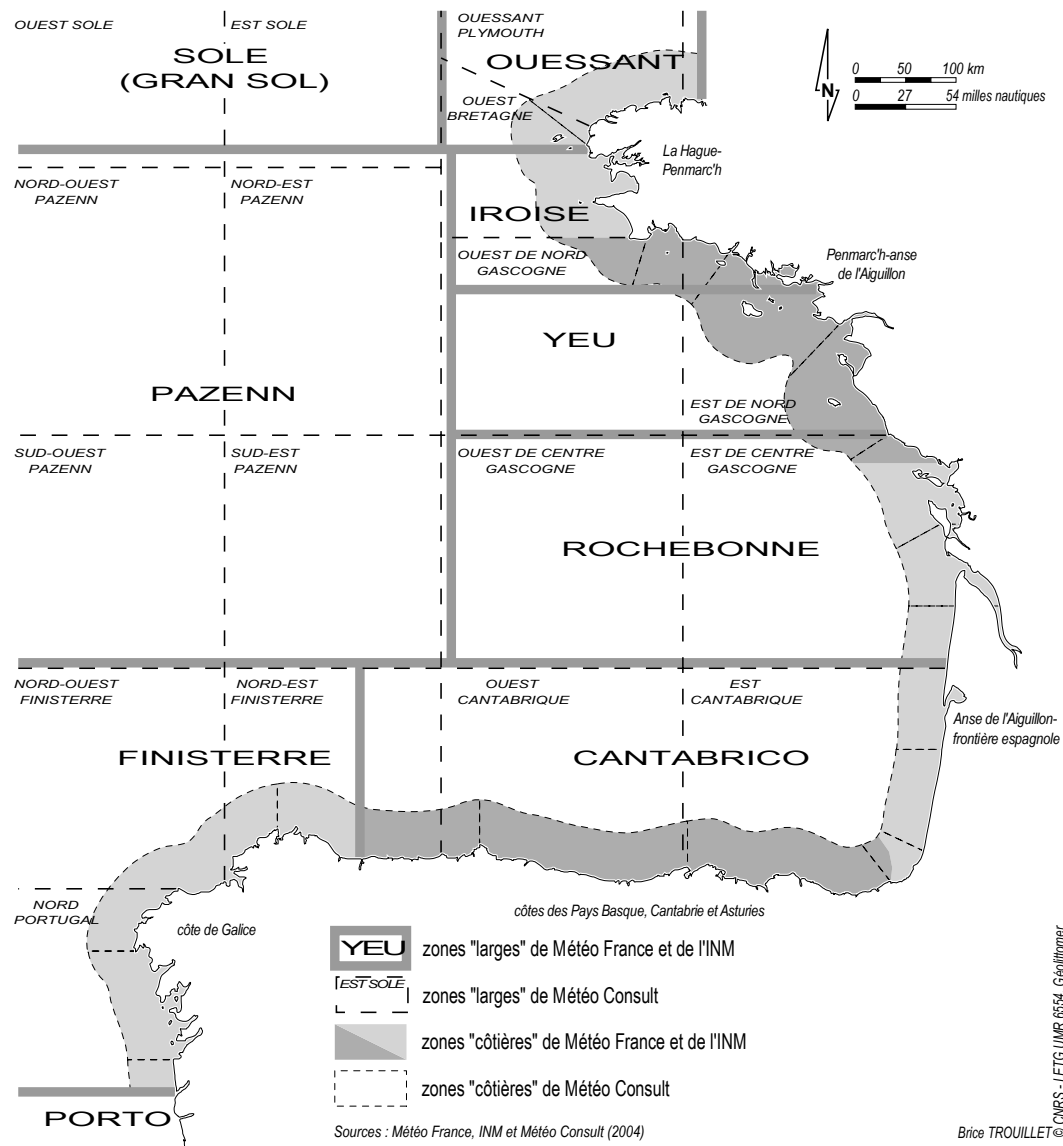 OUEST SOLE
EST SOLE
OUESSANT
PLYMOUTH
SOLE
(GRAN SOL)
OUESSANT
OUEST
BRETAGNE
N
0 50 100 km
0 27 54 milles nautiques
La Hague-
Penmarc'h
NORD-OUEST
PAZENN
NORD-EST
PAZENN
IROISE
OUEST DE NORD
GASCOGNE
Penmarc'h-anse
de l'Aiguillon
YEU
PAZENN
EST DE NORD
GASCOGNE
SUD-OUEST
PAZENN
SUD-EST
PAZENN
OUEST DE CENTRE
GASCOGNE
EST DE CENTRE
GASCOGNE
ROCHEBONNE
NORD-OUEST
FINISTERRE
NORD-EST
FINISTERRE
OUEST
CANTABRIQUE
EST
CANTABRIQUE
Anse de l'Aiguillon-
frontière espagnole
FINISTERRE
CANTABRICO
NORD
PORTUGAL
côte de Galice
côtes des Pays Basque, Cantabrie et Asturies
YEU
zones "larges" de Météo France et de l'INM
EST SOLE
zones "larges" de Météo Consult
zones "côtières" de Météo France et de l'INM
zones "côtières" de Météo Consult
PORTO
Sources : Météo France, INM et Météo Consult (2004)
Brice TROUILLET
© CNRS - LETG UMR 6554, Géolittomer